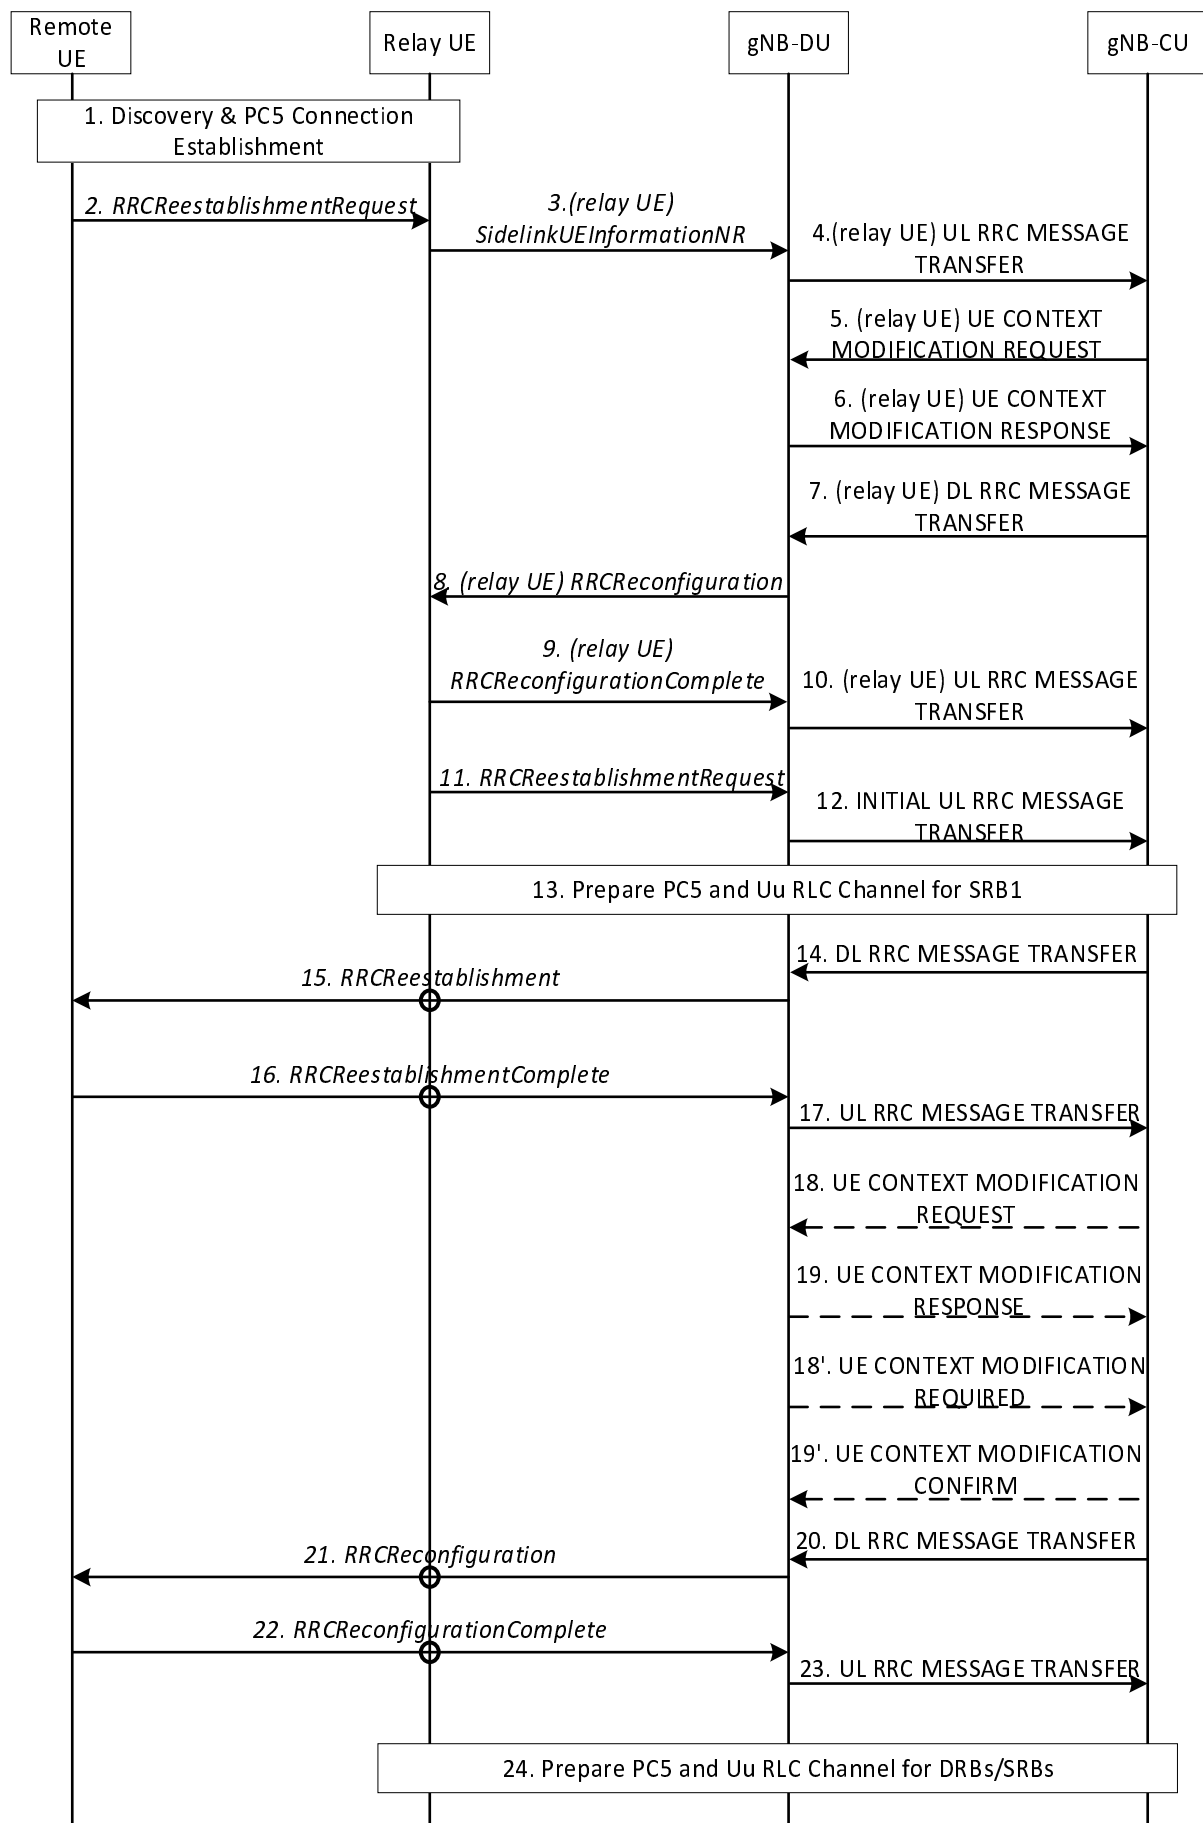 Remote
UE
Relay UE
gNB-DU
gNB-CU
1. Discovery & PC5 Connection
Establishment
2. RRCReestablishmentRequest
3.(relay UE)
SidelinkUEInformationNR
4.(relay UE) UL RRC MESSAGE
TRANSFER
5. (relay UE) UE CONTEXT
MODIFICATION REQUEST
6. (relay UE) UE CONTEXT
MODIFICATION RESPONSE
7. (relay UE) DL RRC MESSAGE
TRANSFER
8. (relay UE) RRCReconfiguration
9. (relay UE)
RRCReconfigurationComplete
10. (relay UE) UL RRC MESSAGE
TRANSFER
11. RRCReestablishmentRequest
12. INITIAL UL RRC MESSAGE
TRANSFER
13. Prepare PC5 and Uu RLC Channel for SRB1
14. DL RRC MESSAGE TRANSFER
15. RRCReestablishment
16. RRCReestablishmentComplete
17. UL RRC MESSAGE TRANSFER
18. UE CONTEXT MODIFICATION
REQUEST
19. UE CONTEXT MODIFICATION
RESPONSE
18'. UE CONTEXT MODIFICATION
REQUIRED
19'. UE CONTEXT MODIFICATION
CONFIRM
20. DL RRC MESSAGE TRANSFER
21. RRCReconfiguration
22. RRCReconfigurationComplete
23. UL RRC MESSAGE TRANSFER
24. Prepare PC5 and Uu RLC Channel for DRBs/SRBs